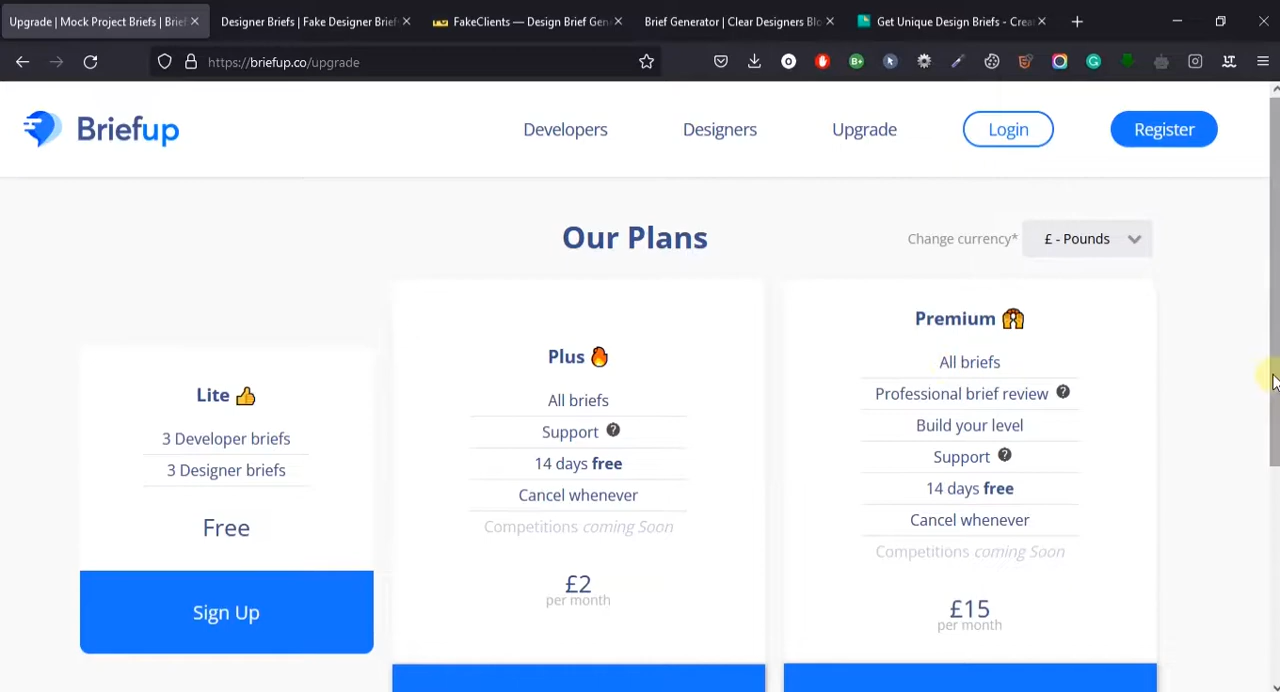 Upgrade | Mock Project Briefs | Brief
Designer Briefs | Fake Designer Brief
FakeClients — Design Brief Gen
Brief Generator | Clear Designers Blo
Get Unique Design Briefs - Crea
https://briefup.co/upgrade
Briefup
Developers
Designers
Upgrade
Login
Register
Our Plans
Change currency*
£ - Pounds
Lite
3 Developer briefs
3 Designer briefs
Free
Sign Up
Plus
All briefs
Support
14 days free
Cancel whenever
Competitions coming Soon
£2
per month
Premium
All briefs
Professional brief review
Build your level
Support
14 days free
Cancel whenever
Competitions coming Soon
£15
per month